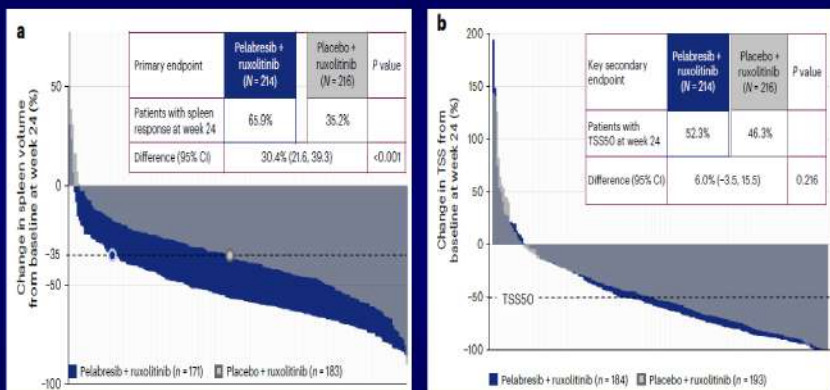 a
Change in spleen volume
from baseline at week 24 (%)
50
0
−35
−50
−100
Primary endpoint
Pelabresib +
ruxolitinib
(N = 214)
Placebo +
ruxolitinib
(N = 216)
P value
Patients with spleen
response at week 24
65.9%
35.2%
Difference (95% CI)
30.4% (21.6, 39.3)
<0.001
Pelabresib + ruxolitinib (n = 171)
Placebo + ruxolitinib (n = 183)
b
Change in TSS from
baseline at week 24 (%)
200
150
100
50
0
−50
−100
Key secondary
endpoint
Pelabresib +
ruxolitinib
(N = 214)
Placebo +
ruxolitinib
(N = 216)
P value
Patients with
TSS50 at week 24
52.3%
46.3%
Difference (95% CI)
6.0% (−3.5, 15.5)
0.216
TSS50
Pelabresib + ruxolitinib (n = 184)
Placebo + ruxolitinib (n = 193)